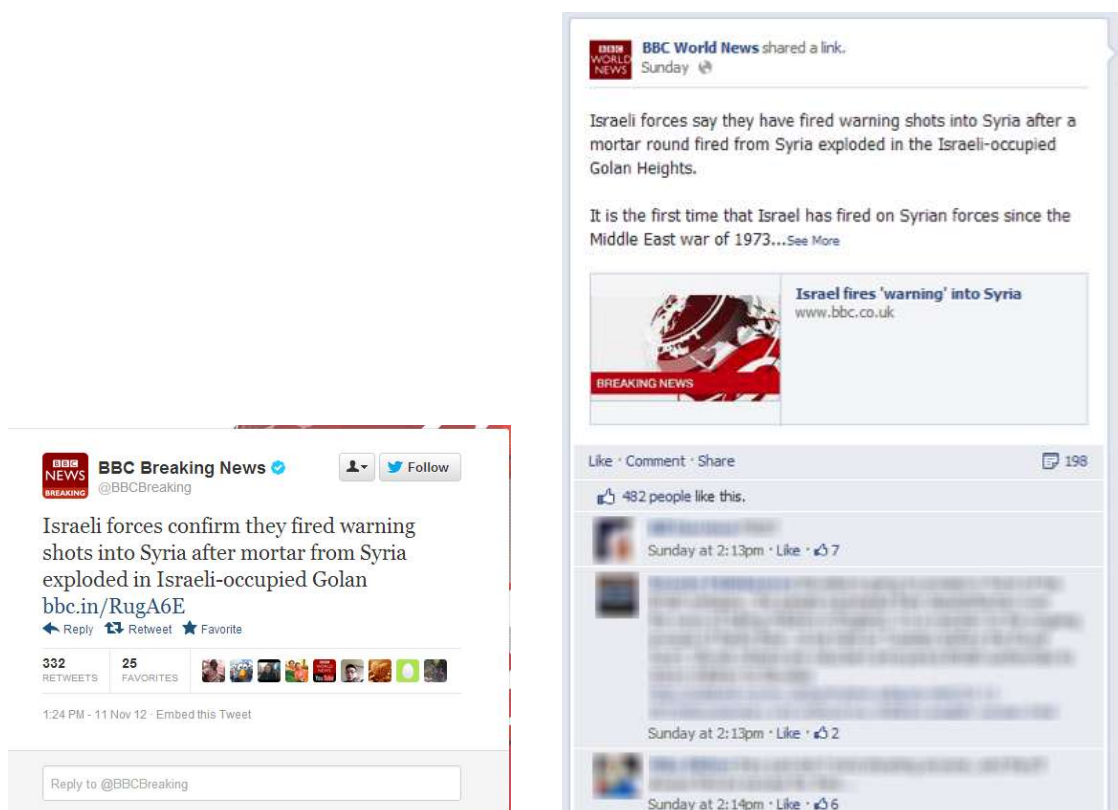 BBC
NEWS
BREAKING
BBC Breaking News
@BBCBreaking
Follow
Israeli forces confirm they fired warning
shots into Syria after mortar from Syria
exploded in Israeli-occupied Golan
bbc.in/RugA6E
Reply Retweet Favorite
332 25
RETWEETS FAVORITES
1:24 PM - 11 Nov 12 · Embed this Tweet
Reply to @BBCBreaking
BBC
WORLD
NEWS
BBC World News shared a link.
Sunday
Israeli forces say they have fired warning shots into Syria after a
mortar round fired from Syria exploded in the Israeli-occupied
Golan Heights.
It is the first time that Israel has fired on Syrian forces since the
Middle East war of 1973...See More
Israel fires 'warning' into Syria
www.bbc.co.uk
BREAKING NEWS
Like · Comment · Share 198
482 people like this.
Sunday at 2:13pm · Like · 7
Sunday at 2:13pm · Like · 2
Sunday at 2:14pm · Like · 6